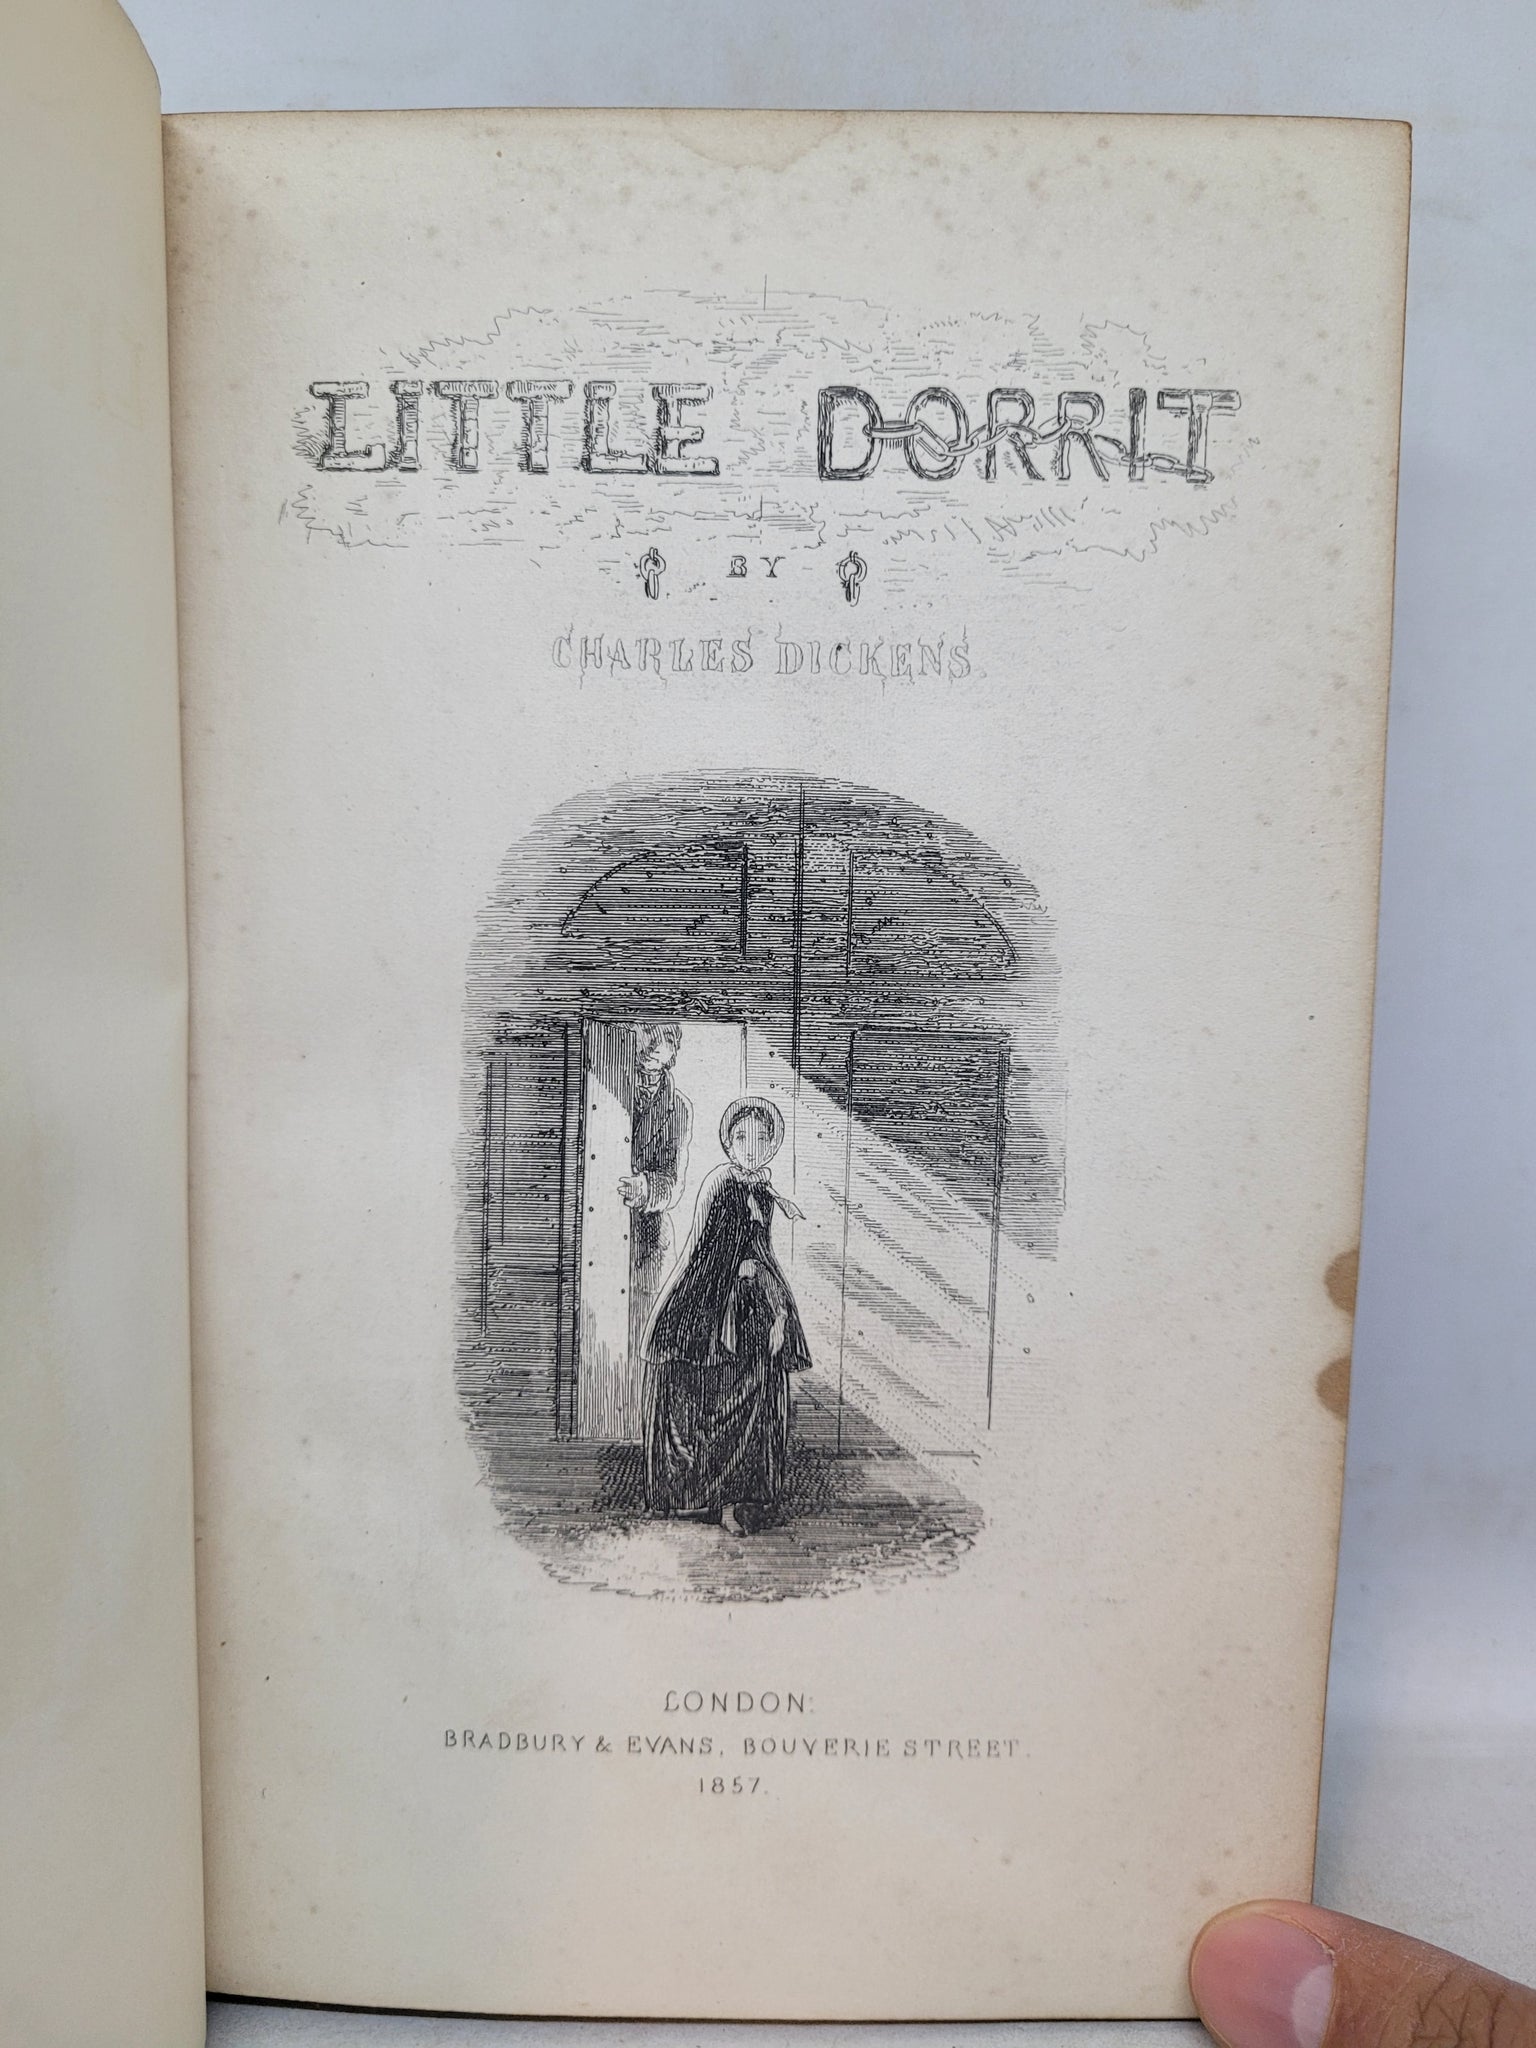 LITTLE DORRIT
BY
CHARLES DICKENS.
LONDON:
BRADBURY & EVANS, BOUVERIE STREET.
1857.